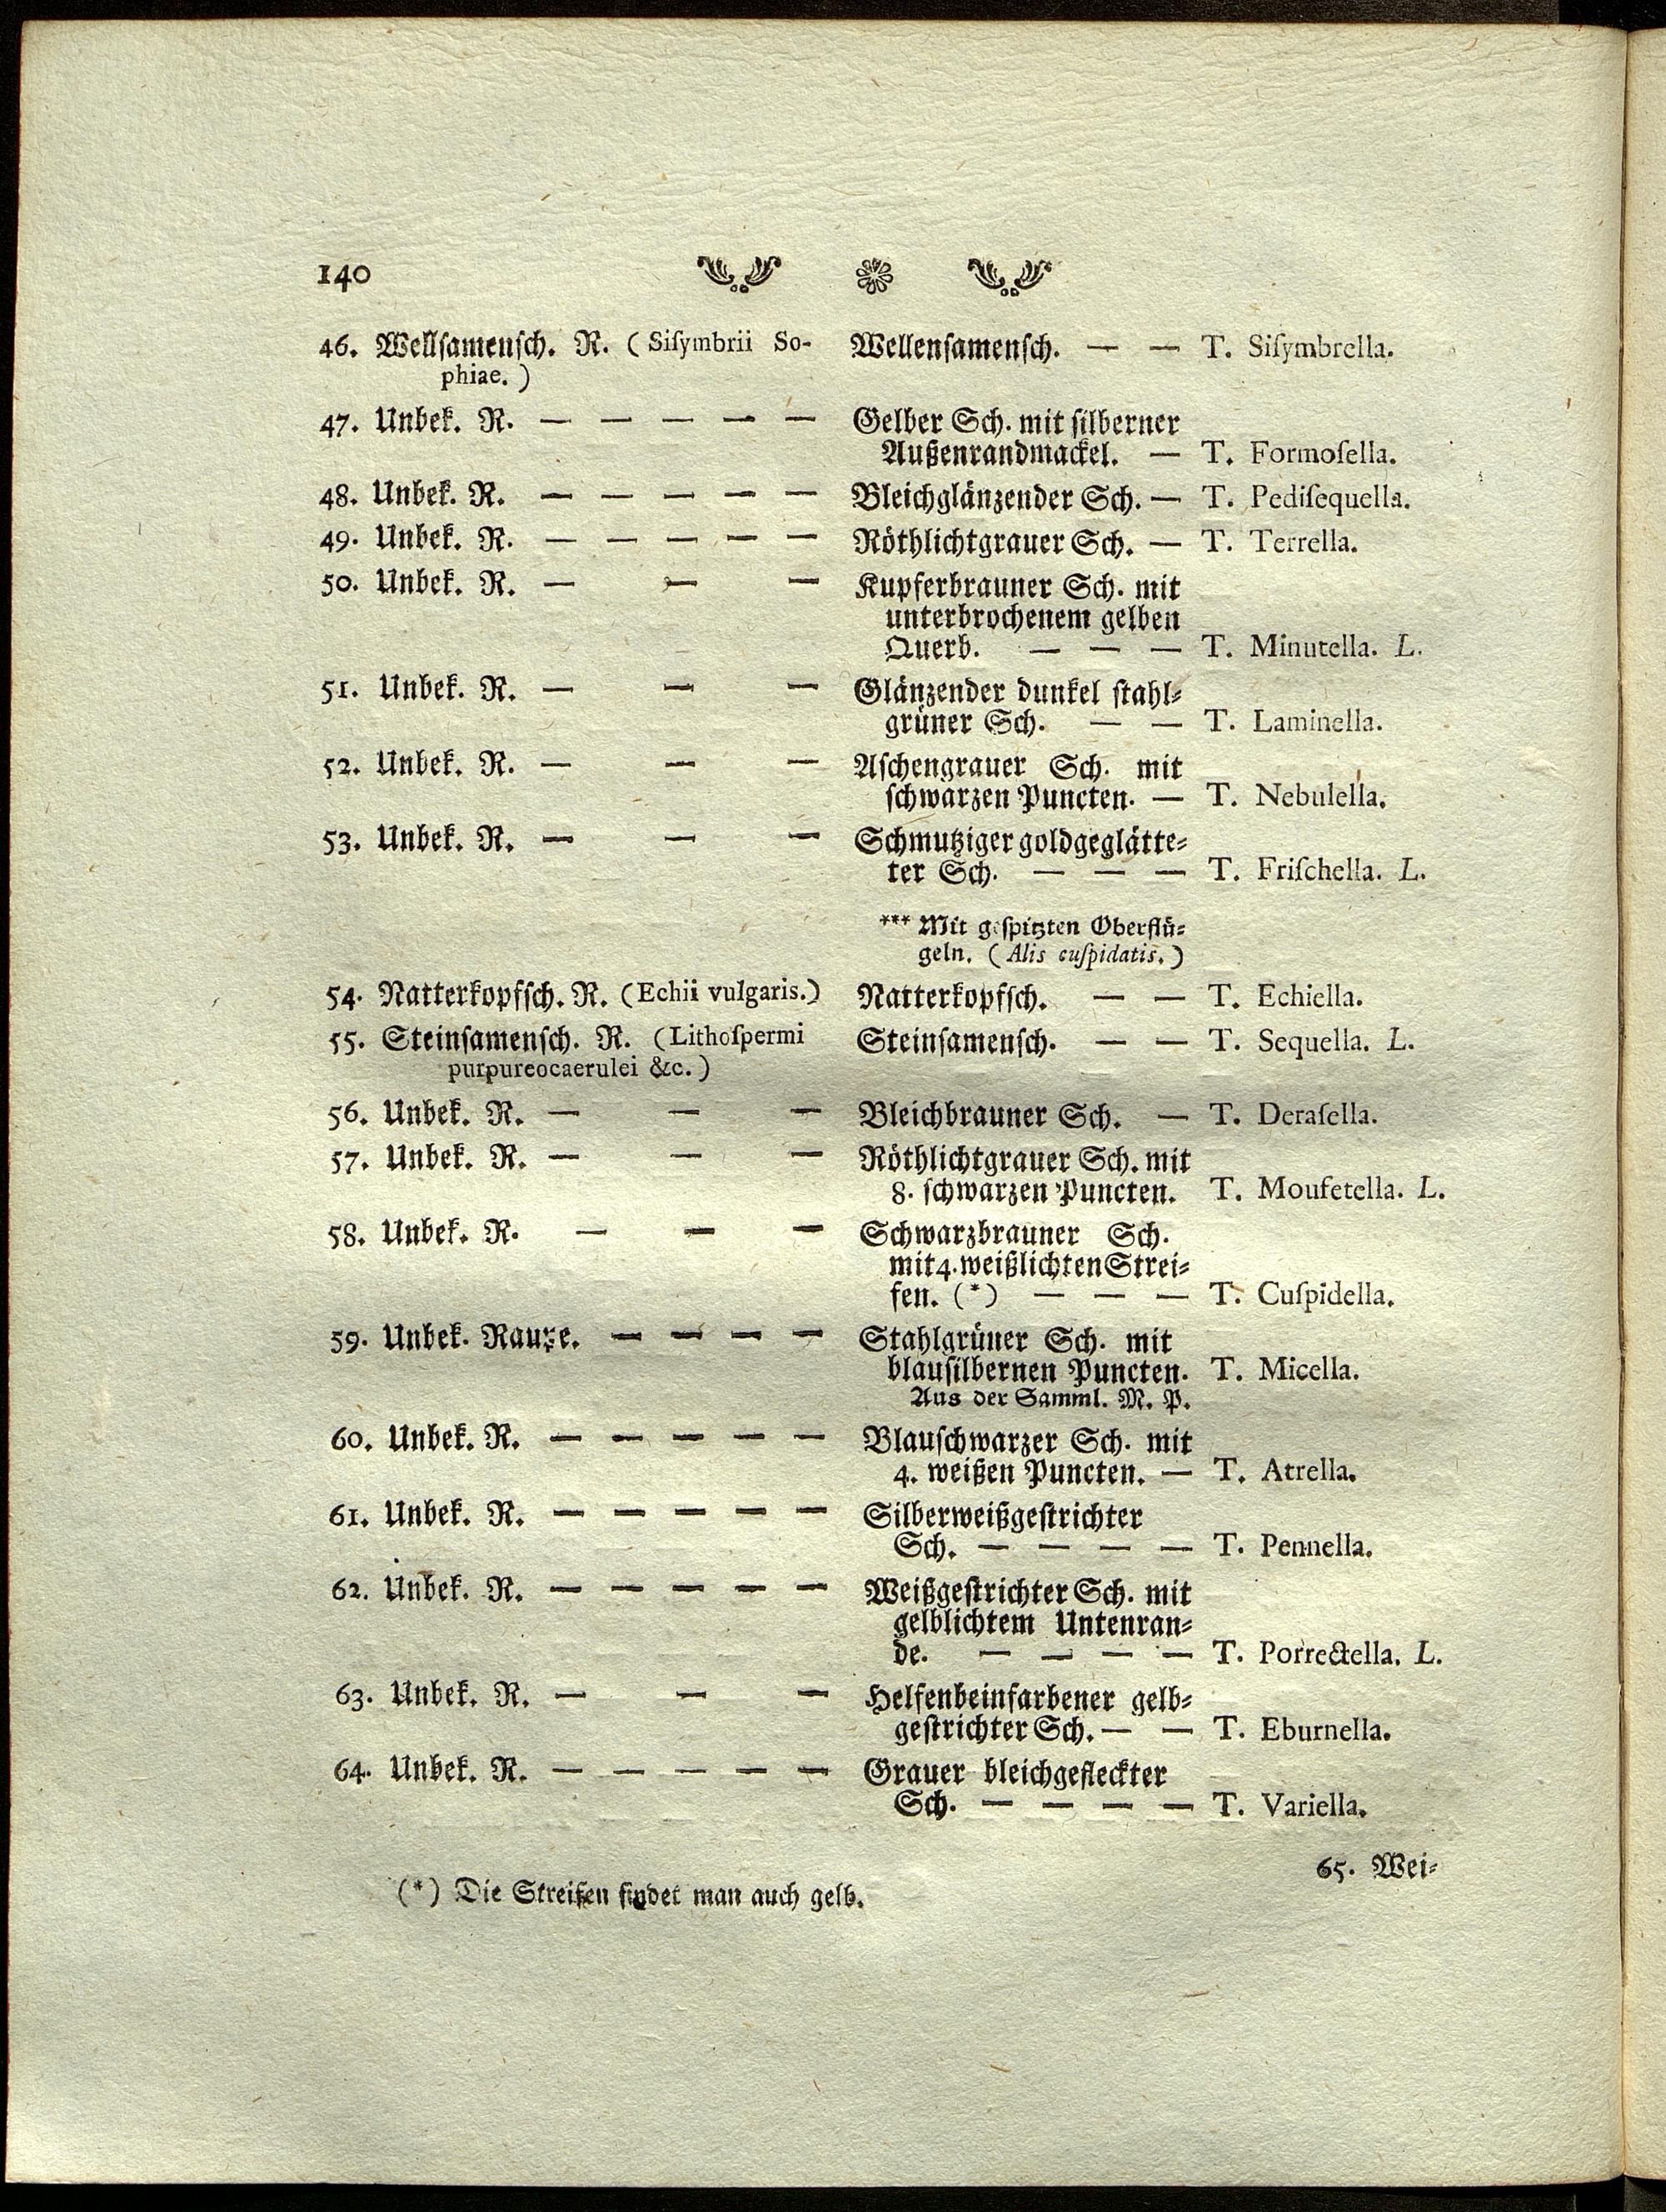 140
46. Wellſamenſch. R. (Siſymbrii So- Wellenſamenſch. — — T. Siſymbrella.
phiae.)
47. Unbek. R. — — — — — Gelber Sch. mit ſilberner
Außenrandmackel. — T. Formoſella.
48. Unbek. R. — — — — — Bleichglänzender Sch. — T. Pediſequella.
49. Unbek. R. — — — — — Röthlichtgrauer Sch. — T. Terrella.
50. Unbek. R. — — — Kupferbrauner Sch. mit
unterbrochenem gelben
Querb. — — — T. Minutella. L.
51. Unbek. R. — — — Glänzender dunkel ſtahl⸗
grüner Sch. — — T. Laminella.
52. Unbek. R. — — — Aſchengrauer Sch. mit
ſchwarzen Puncten. — T. Nebulella.
53. Unbek. R. — — — Schmutziger goldgeglätte⸗
ter Sch. — — — T. Friſchella. L.
*** Mit geſpitzten Oberflü⸗
geln. (Alis cuſpidatis.)
54. Natterkopfſch. R. (Echii vulgaris.) Natterkopfſch. — — T. Echiella.
55. Steinſamenſch. R. (Lithoſpermi Steinſamenſch. — — T. Sequella. L.
purpureocaerulei &c.)
56. Unbek. R. — — — Bleichbrauner Sch. — T. Deraſella.
57. Unbek. R. — — — Röthlichtgrauer Sch. mit
8. ſchwarzen Puncten. T. Moufetella. L.
58. Unbek. R. — — — Schwarzbrauner Sch.
mit 4. weißlichten Strei⸗
fen. (*) — — — T. Cuſpidella.
59. Unbek. Raupe. — — — — Stahlgrüner Sch. mit
blauſilbernen Puncten. T. Micella.
Aus der Samml. M. P.
60. Unbek. R. — — — — — Blauſchwarzer Sch. mit
4. weißen Puncten. — T. Atrella.
61. Unbek. R. — — — — — Silberweißgeſtrichter
Sch. — — — — T. Pennella.
62. Unbek. R. — — — — — Weißgeſtrichter Sch. mit
gelblichtem Untenran⸗
de. — — — — T. Porrectella. L.
63. Unbek. R. — — — Helfenbeinfarbener gelb⸗
geſtrichter Sch. — — T. Eburnella.
64. Unbek. R. — — — — — Grauer bleichgefleckter
Sch. — — — — T. Variella.
65. Wei⸗
(*) Die Streifen findet man auch gelb.